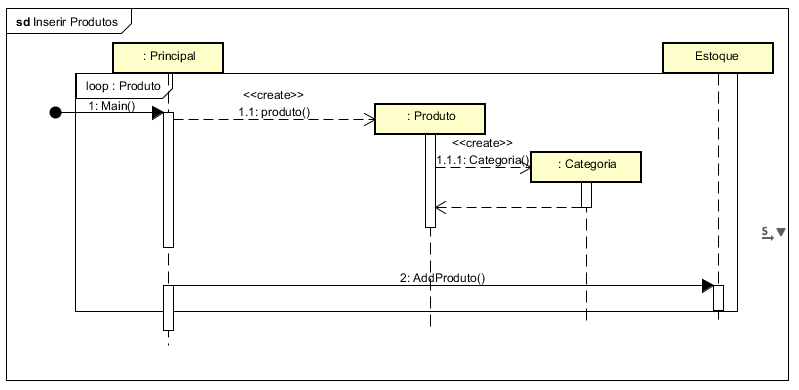 sd Inserir Produtos
: Principal
Estoque
loop : Produto
<<create>>
1: Main()
1.1: produto()
: Produto
<<create>>
1.1.1: Categoria()
: Categoria
S
2: AddProduto()